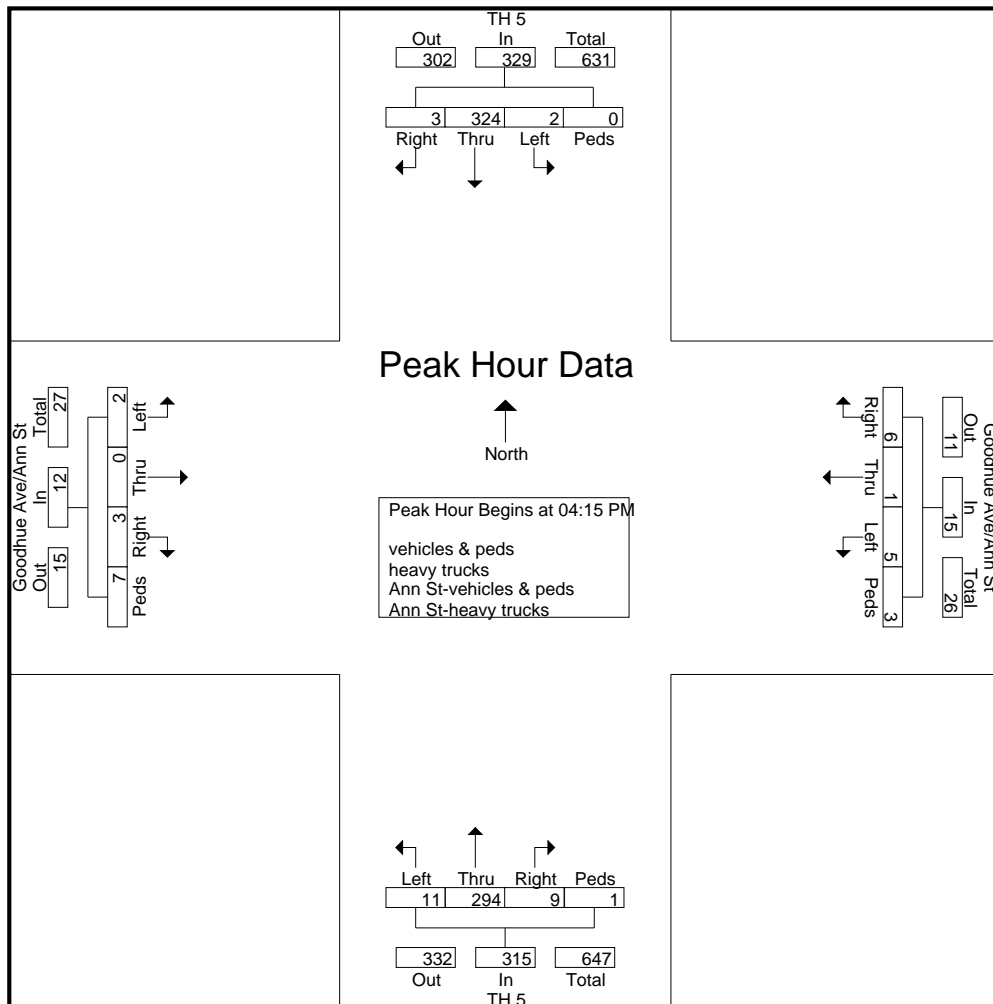 TH 5
Out In Total
302 329 631
3 324 2 0
Right Thru Left Peds
Peak Hour Data
North
Peak Hour Begins at 04:15 PM
vehicles & peds
heavy trucks
Ann St-vehicles & peds
Ann St-heavy trucks
Goodhue Ave/Ann St
Out In Total
15 12 27
Peds Right Thru Left
7 3 0 2
Goodhue Ave/Ann St
Out In Total
11 15 26
Right Thru Left Peds
6 1 5 3
Left Thru Right Peds
11 294 9 1
332 315 647
Out In Total
TH 5